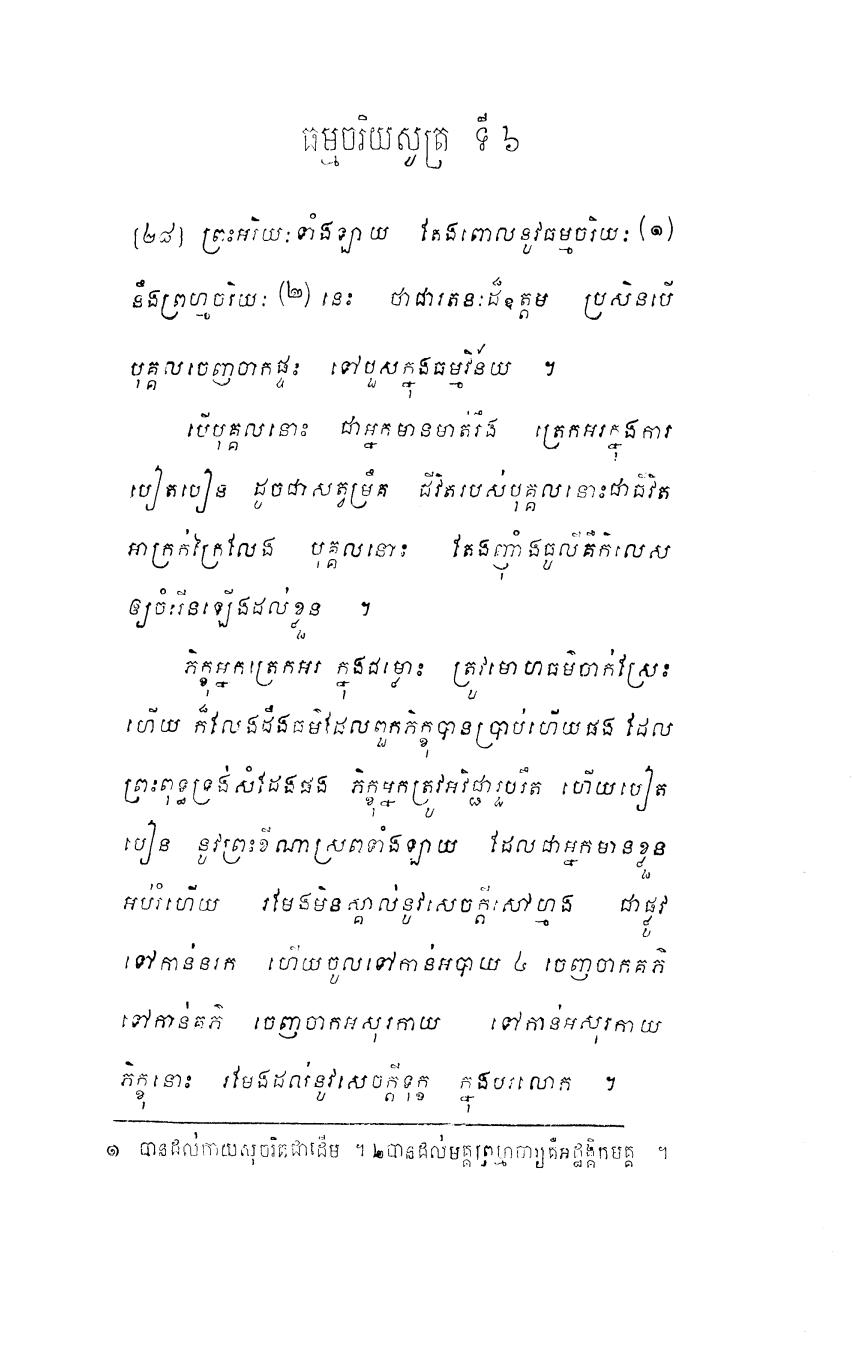 ធម្មចរិយសូត្រ ទី ៦
[២៨] ព្រះអរិយៈទាំងឡាយ តែងពោលនូវធម្មចរិយៈ (១)
នឹងព្រហ្មចរិយៈ (២) នេះ ថាជារតនៈដ៏ឧត្តម ប្រសិនបើ
បុគ្គលចេញចាកផ្ទះ ទៅបួសក្នុងធម្មវិន័យ ។
បើបុគ្គលនោះ ជាអ្នកមានមាត់រឹង ត្រេកអរក្នុងការ
បៀតបៀន ដូចជាសត្វម្រឹគ ជីវិតរបស់បុគ្គលនោះជាជីវិត
អាក្រក់ក្រៃលែង បុគ្គលនោះ តែងញ៉ាំងធូលីគឺកិលេស
ឲ្យចំរើនឡើងដល់ខ្លួន ។
ភិក្ខុអ្នកត្រេកអរ ក្នុងជម្លោះ ត្រូវមោហធម៌បាក់ស្រែះ
ហើយ ក៏លែងដឹងធម៌ដែលពួកភិក្ខុបានប្រាប់ហើយផង ដែល
ព្រះពុទ្ធទ្រង់សំដែងផង ភិក្ខុអ្នកត្រូវអវិជ្ជារួបរឹត ហើយបៀត
បៀន នូវព្រះខីណាស្រពទាំងឡាយ ដែលជាអ្នកមានខ្លួន
អប់រំហើយ រមែងមិនស្គាល់នូវសេចក្តីសៅហ្មង ជាផ្លូវ
ទៅកាន់នរក ហើយចូលទៅកាន់អបាយ ៤ ចេញចាកគភ៌
ទៅកាន់គភ៌ ចេញចាកអសុរកាយ ទៅកាន់អសុរកាយ
ភិក្ខុនោះ រមែងដល់នូវសេចក្តីទុក្ខ ក្នុងបរលោក ។
១ បានដល់កាយសុចរិតជាដើម ។ ២ បានដល់មគ្គព្រហ្មចារ្យគឺអដ្ឋង្គិកមគ្គ ។